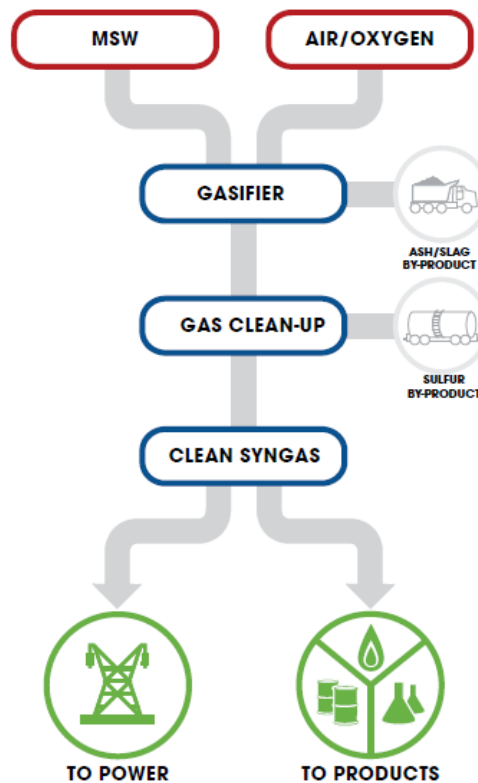 MSW
AIR/OXYGEN
GASIFIER
ASH/SLAG
BY-PRODUCT
GAS CLEAN-UP
SULFUR
BY-PRODUCT
CLEAN SYNGAS
TO POWER
TO PRODUCTS